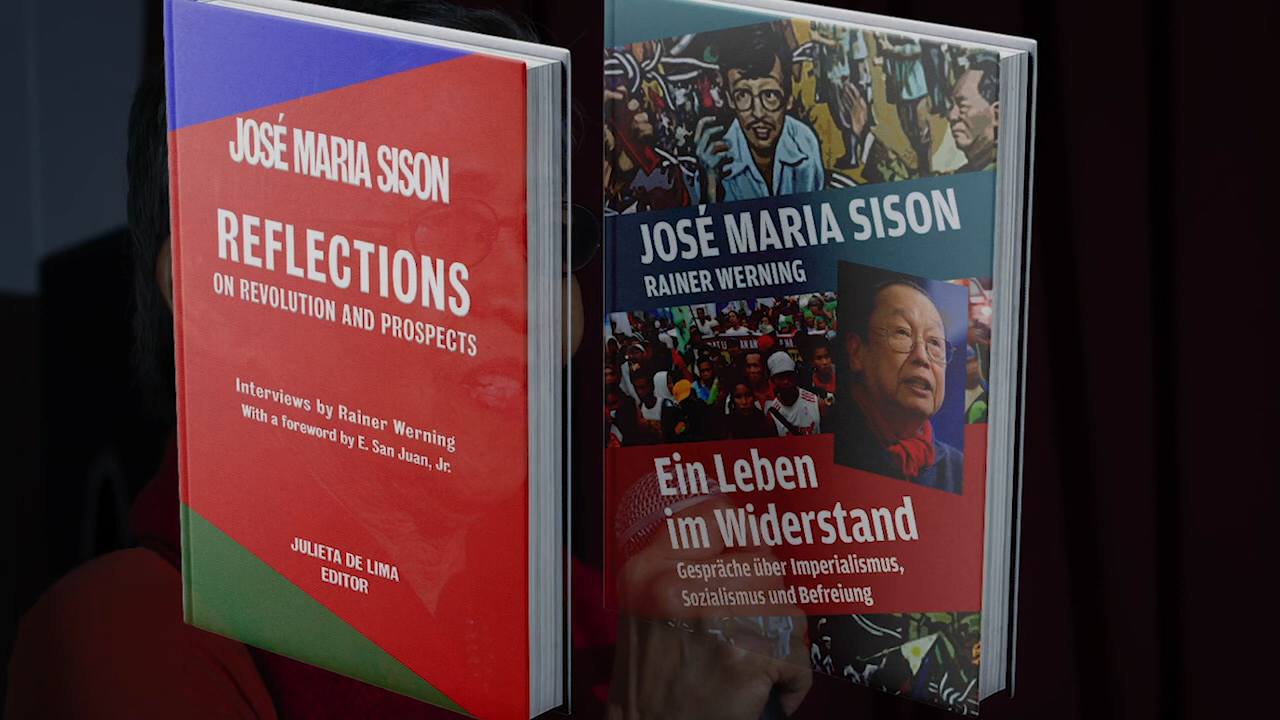 JOSÉ MARIA SISON
REFLECTIONS
ON REVOLUTION AND PROSPECTS
Interviews by Rainer Werning
With a foreword by E. San Juan, Jr.
JULIETA DE LIMA
EDITOR
JOSÉ MARIA SISON
RAINER WERNING
Ein Leben
im Widerstand
Gespräche über Imperialismus,
Sozialismus und Befreiung